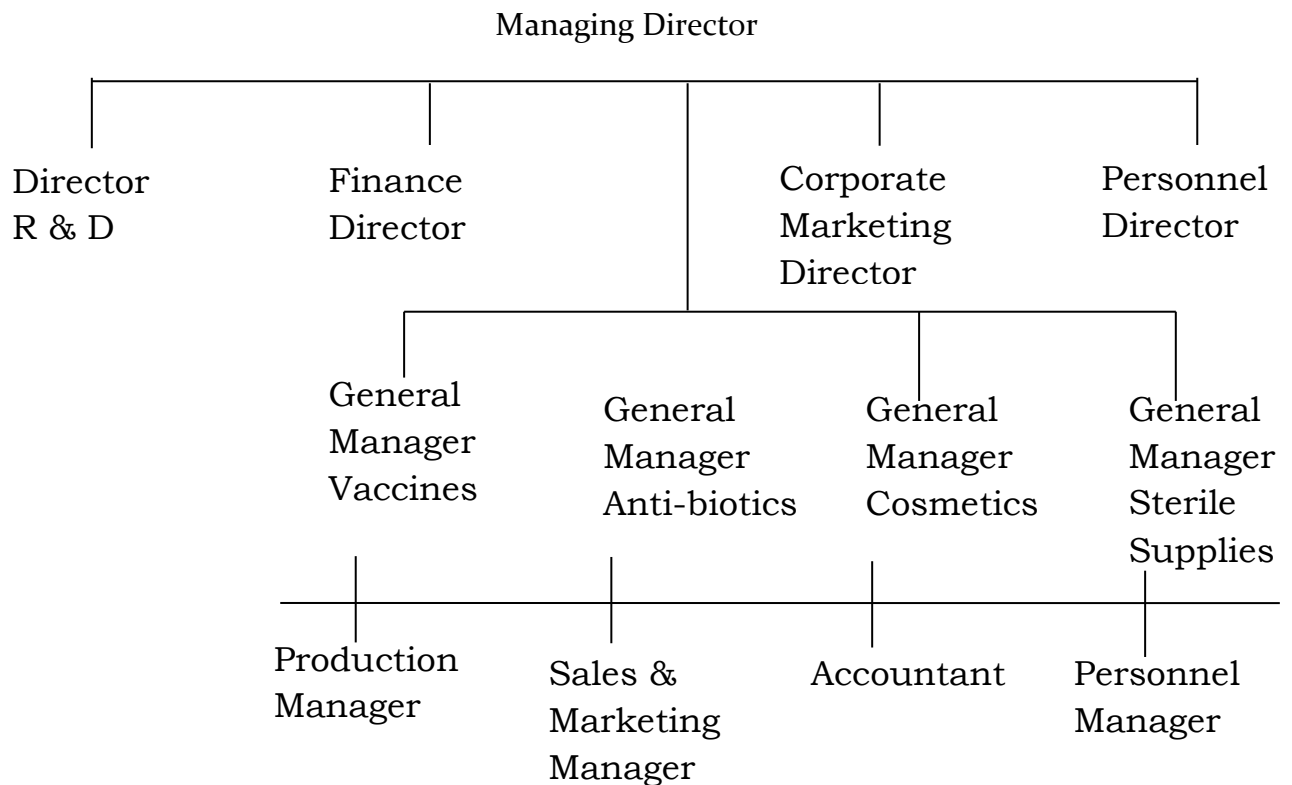 Managing Director
Director
R & D
Finance
Director
Corporate
Marketing
Director
Personnel
Director
General
Manager
Vaccines
General
Manager
Anti-biotics
General
Manager
Cosmetics
General
Manager
Sterile
Supplies
Production
Manager
Sales &
Marketing
Manager
Accountant
Personnel
Manager